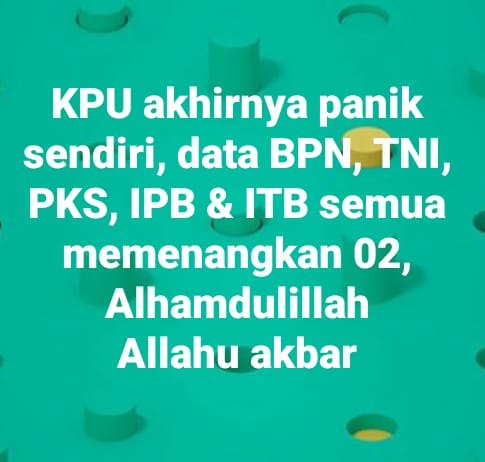 KPU akhirnya panik
sendiri, data BPN, TNI,
PKS, IPB & ITB semua
memenangkan 02,
Alhamdulillah
Allahu akbar